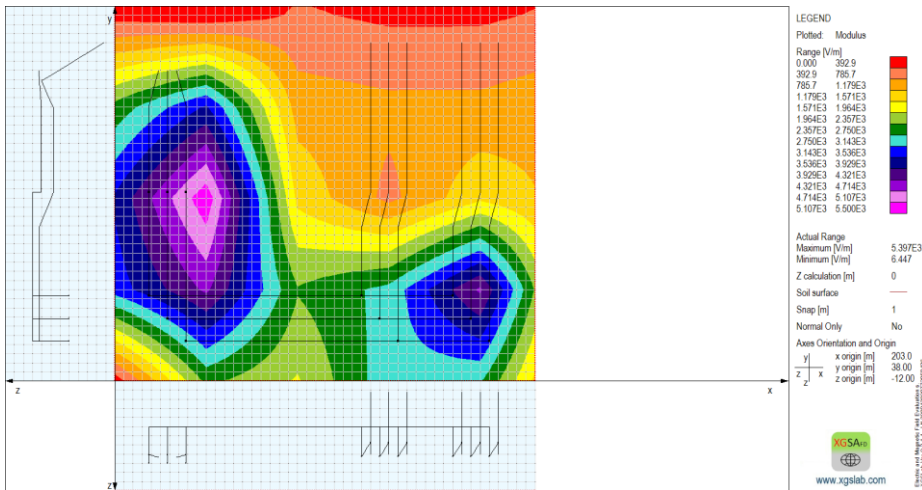 y
z
x
z
LEGEND
Plotted: Modulus
Range [V/m]
0.000 392.9
392.9 785.7
785.7 1.179E3
1.179E3 1.571E3
1.571E3 1.964E3
1.964E3 2.357E3
2.357E3 2.750E3
2.750E3 3.143E3
3.143E3 3.536E3
3.536E3 3.929E3
3.929E3 4.321E3
4.321E3 4.714E3
4.714E3 5.107E3
5.107E3 5.500E3
Actual Range
Maximum [V/m] 5.397E3
Minimum [V/m] 6.447
Z calculation [m] 0
Soil surface
Snap [m] 1
Normal Only No
Axes Orientation and Origin
y x origin [m] 203.0
z x y origin [m] 38.00
z z origin [m] -12.00
XGSA FD
www.xgslab.com